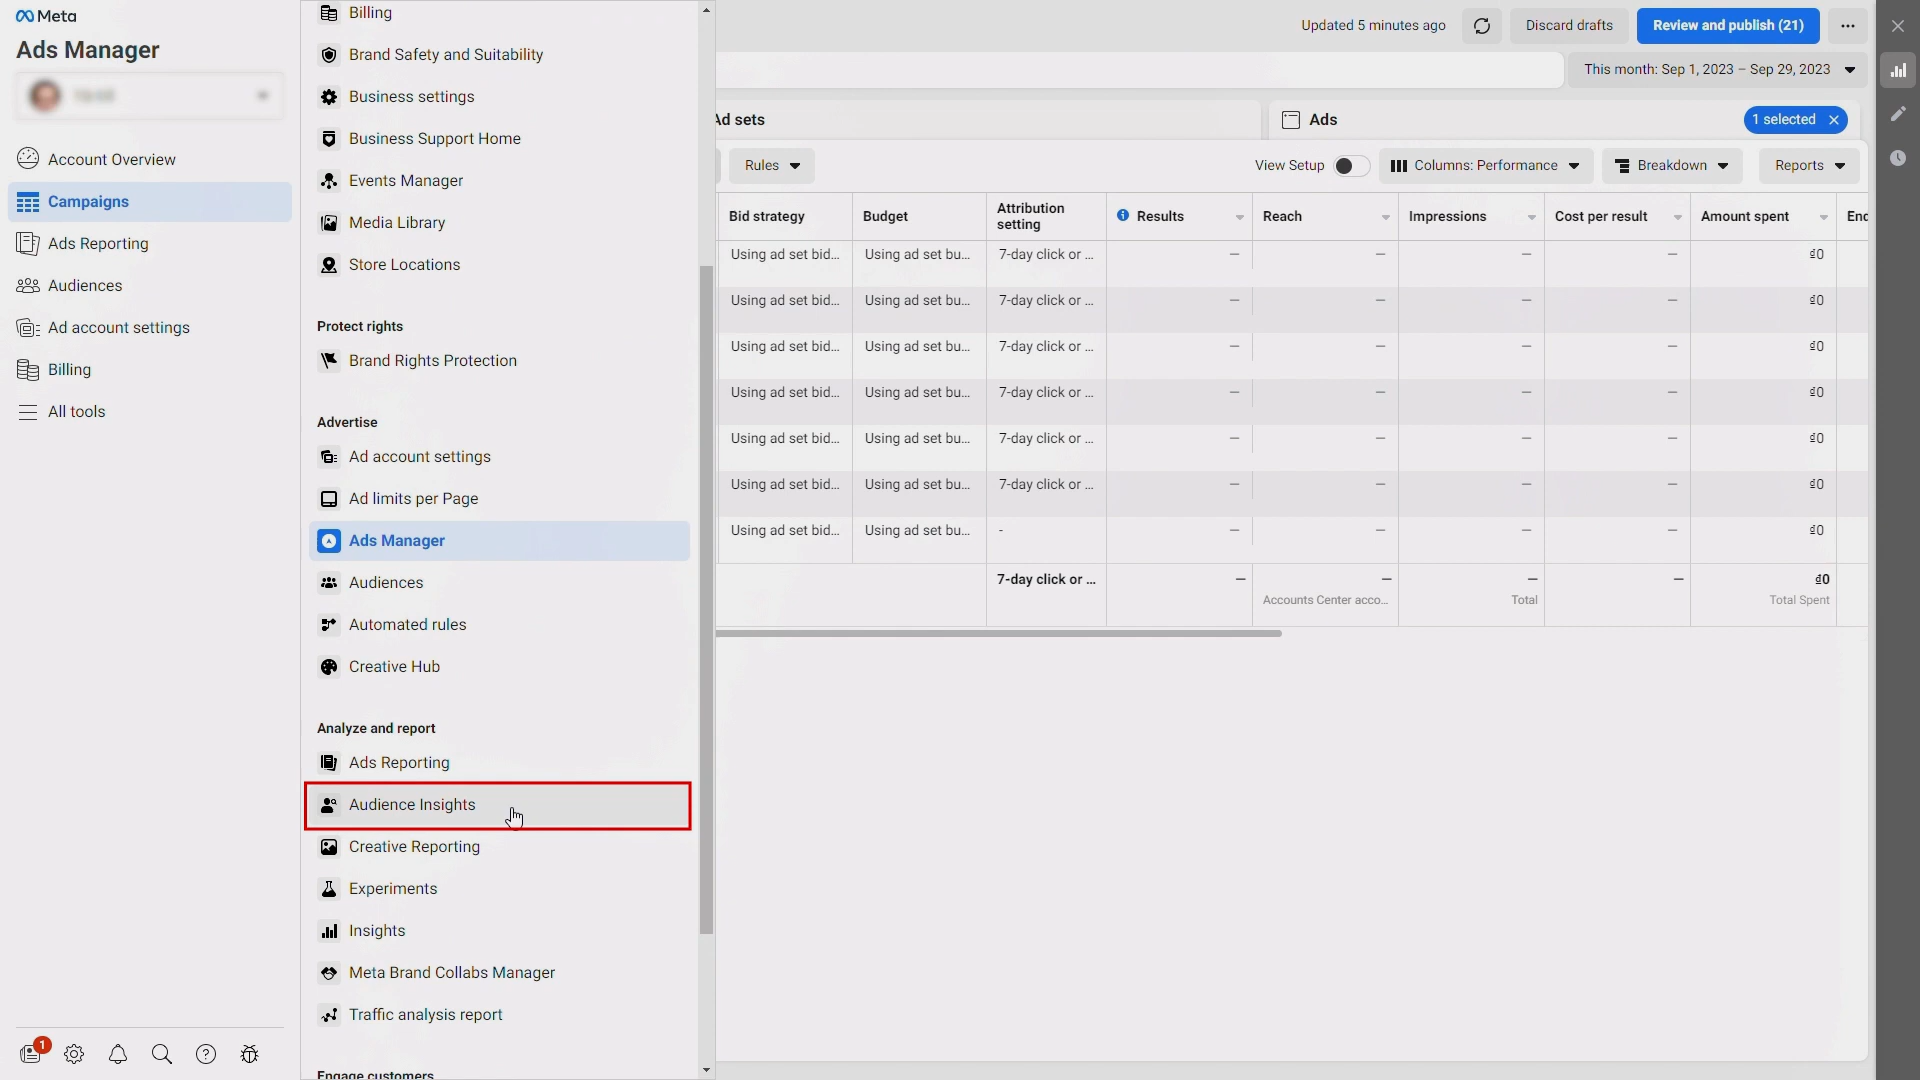 Meta
Ads Manager
Account Overview
Campaigns
Ads Reporting
Audiences
Ad account settings
Billing
All tools
1
Billing
Brand Safety and Suitability
Business settings
Business Support Home
Events Manager
Media Library
Store Locations
Protect rights
Brand Rights Protection
Advertise
Ad account settings
Ad limits per Page
Ads Manager
Audiences
Automated rules
Creative Hub
Analyze and report
Ads Reporting
Audience Insights
Creative Reporting
Experiments
Insights
Meta Brand Collabs Manager
Traffic analysis report
Engage customers
Updated 5 minutes ago Discard drafts Review and publish (21) ...
This month: Sep 1, 2023 – Sep 29, 2023
Ad sets Ads 1 selected ×
Rules View Setup Columns: Performance Breakdown Reports
Bid strategy Budget Attribution setting Results Reach Impressions Cost per result Amount spent End
Using ad set bid... Using ad set bu... 7-day click or ... — — — — ₫0
Using ad set bid... Using ad set bu... 7-day click or ... — — — — ₫0
Using ad set bid... Using ad set bu... 7-day click or ... — — — — ₫0
Using ad set bid... Using ad set bu... 7-day click or ... — — — — ₫0
Using ad set bid... Using ad set bu... 7-day click or ... — — — — ₫0
Using ad set bid... Using ad set bu... 7-day click or ... — — — — ₫0
Using ad set bid... Using ad set bu... - — — — — ₫0
7-day click or ... — — — — ₫0
Accounts Center acco... Total Total Spent